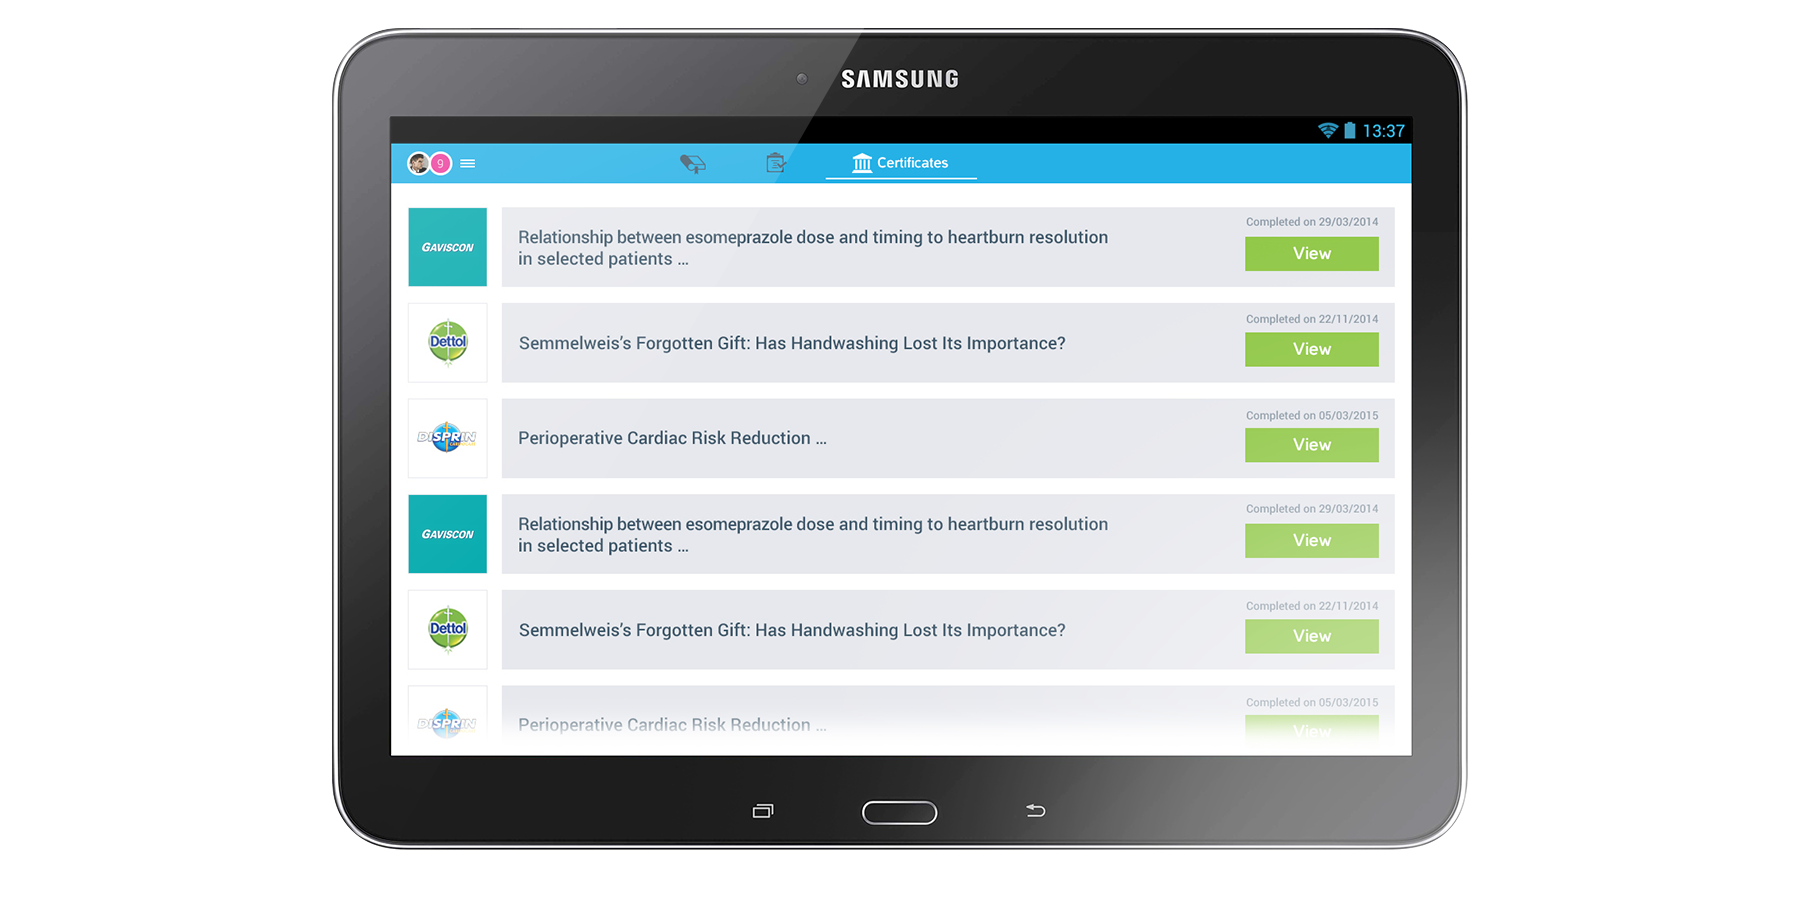 SAMSUNG
13:37
9
Certificates
GAVISCON
Relationship between esomeprazole dose and timing to heartburn resolution
in selected patients ...
Completed on 29/03/2014
View
Dettol
Semmelweis's Forgotten Gift: Has Handwashing Lost Its Importance?
Completed on 22/11/2014
View
DISPRIN
Perioperative Cardiac Risk Reduction ...
Completed on 05/03/2015
View
GAVISCON
Relationship between esomeprazole dose and timing to heartburn resolution
in selected patients ...
Completed on 29/03/2014
View
Dettol
Semmelweis's Forgotten Gift: Has Handwashing Lost Its Importance?
Completed on 22/11/2014
View
DISPRIN
Perioperative Cardiac Risk Reduction ...
Completed on 05/03/2015
View